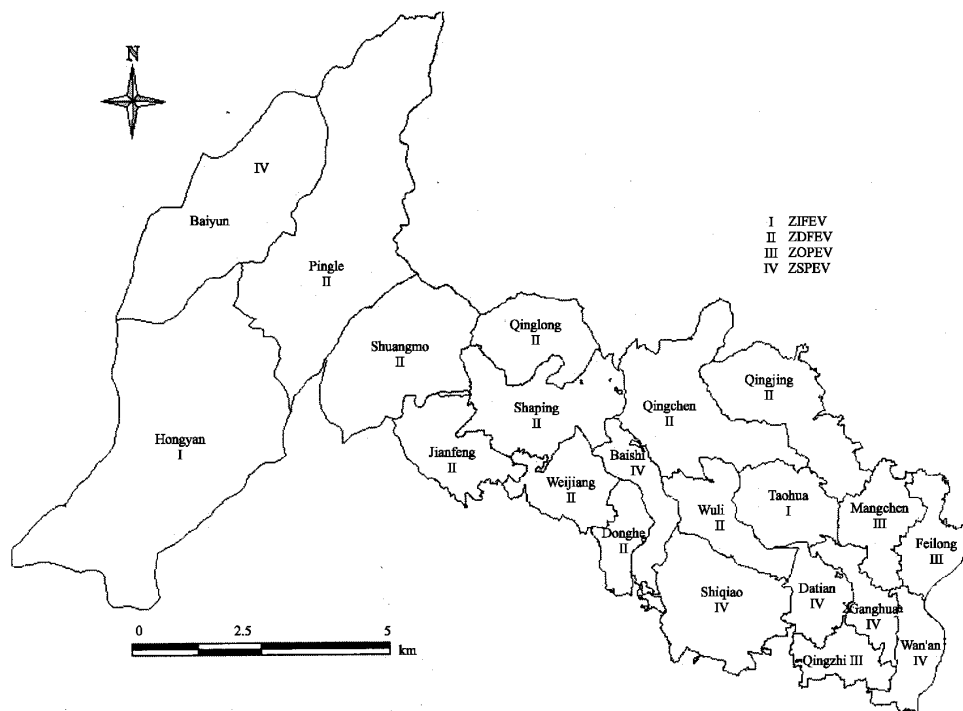 N
IV
Baiyun
Pingle
II
I ZIFEV
II ZDFEV
III ZOPEV
IV ZSPEV
Qinglong
II
Shuangmo
II
Qingjing
II
Shaping
II
Qingchen
II
Hongyan
I
Jianfeng
II
Baishi
IV
Weijiang
II
Taohua
I
Wuli
II
Mangchen
III
Donghe
II
Feilong
III
Shiqiao
IV
Datian
IV
Ganghua
IV
Wan'an
IV
Qingzhi III
0 2.5 5
km